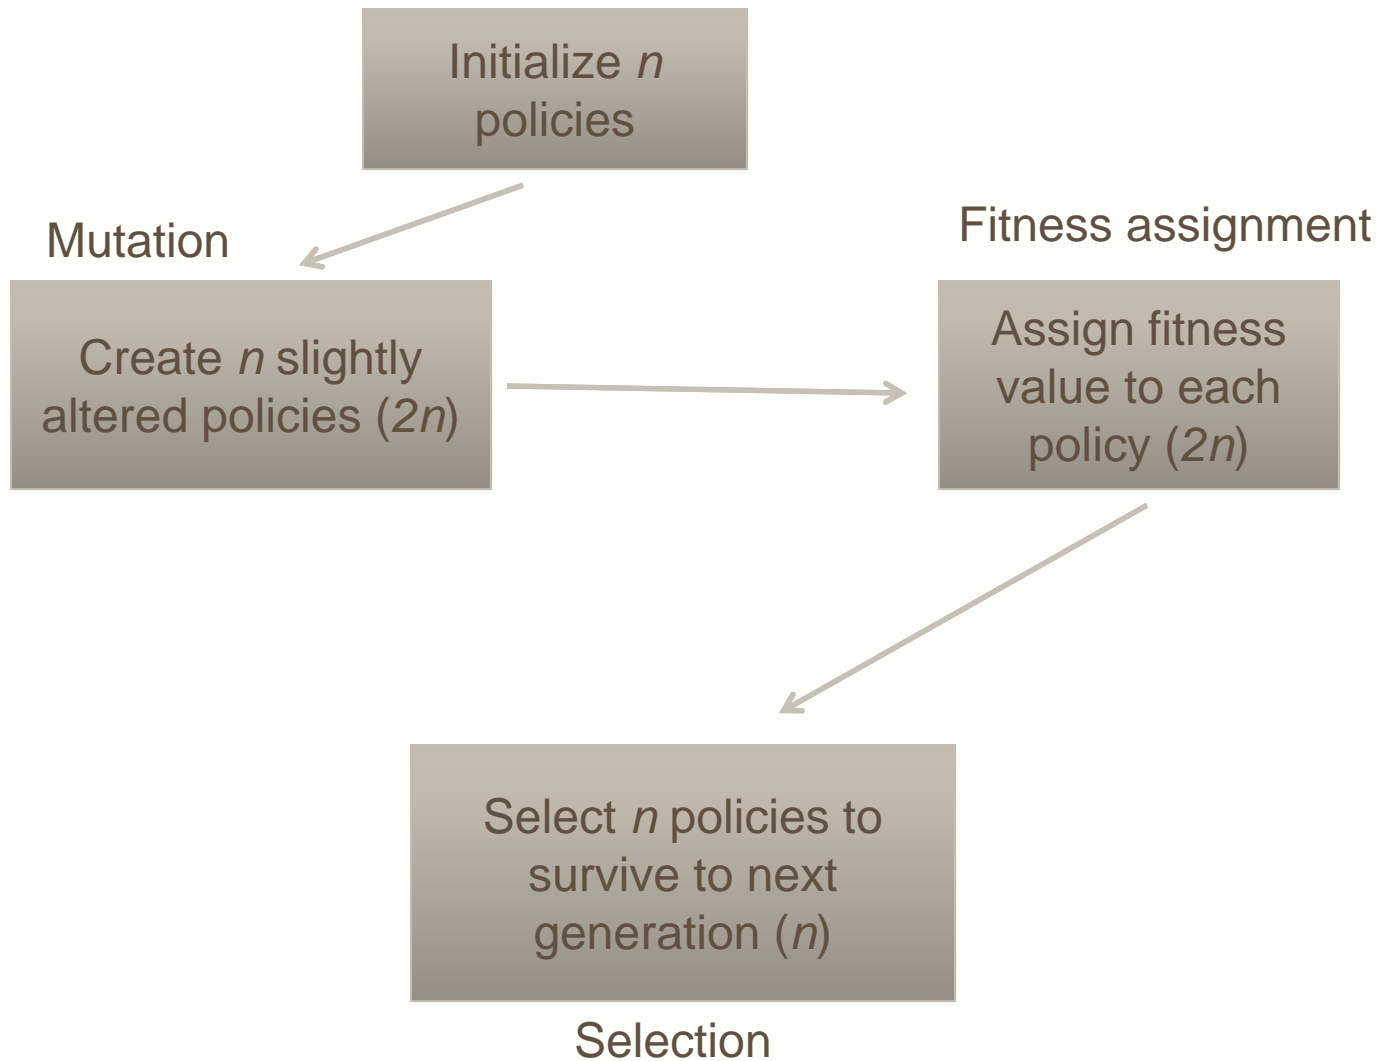 Initialize n
policies
Mutation
Create n slightly
altered policies (2n)
Fitness assignment
Assign fitness
value to each
policy (2n)
Select n policies to
survive to next
generation (n)
Selection